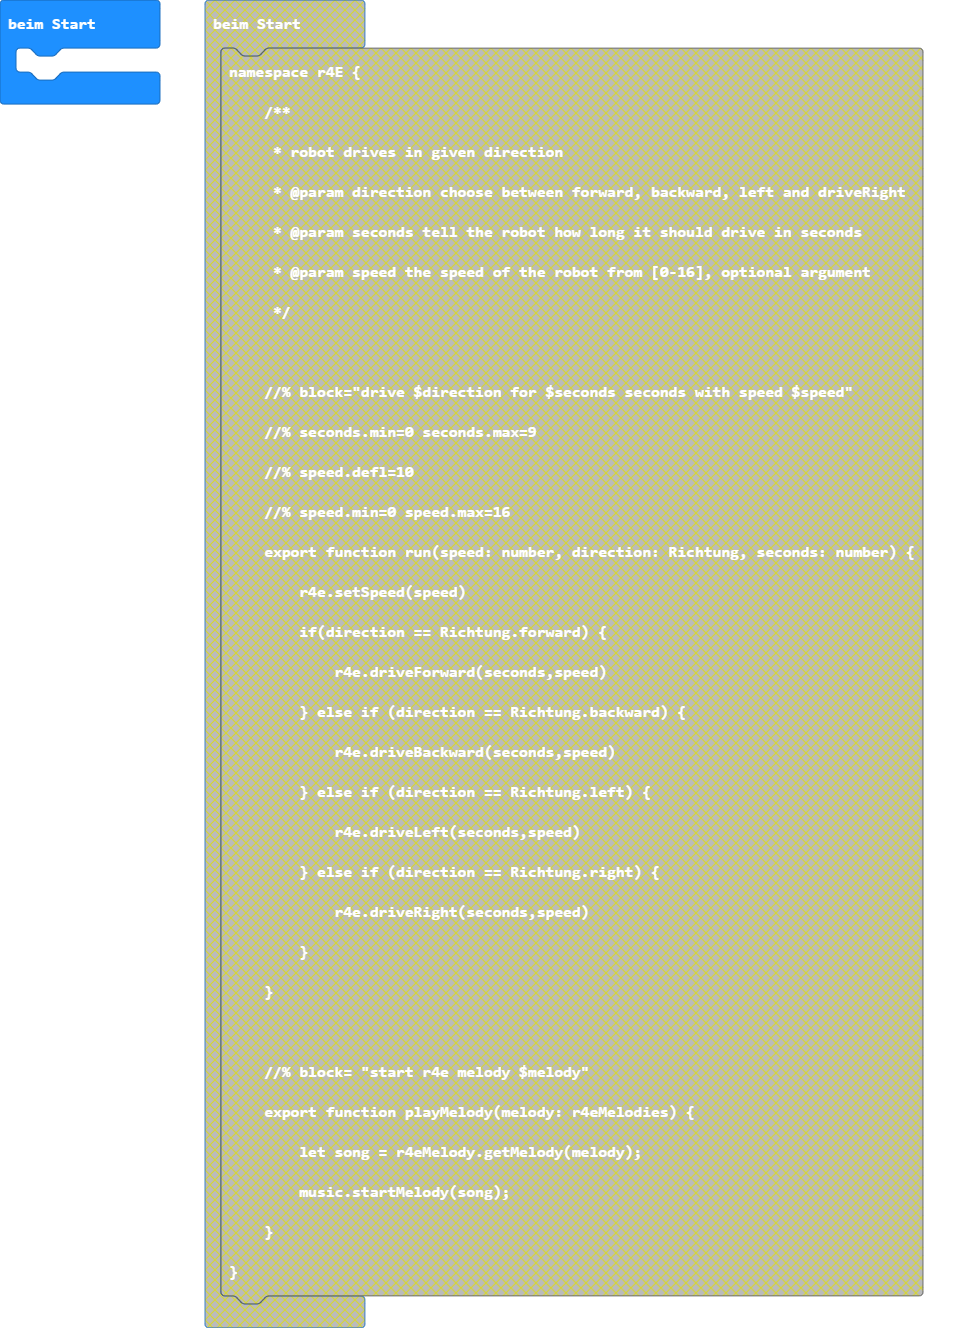 beim Start
beim Start
namespace r4E {
    /**
     * robot drives in given direction
     * @param direction choose between forward, backward, left and driveRight
     * @param seconds tell the robot how long it should drive in seconds
     * @param speed the speed of the robot from [0-16], optional argument
     */
    //% block="drive $direction for $seconds seconds with speed $speed"
    //% seconds.min=0 seconds.max=9
    //% speed.defl=10
    //% speed.min=0 speed.max=16
    export function run(speed: number, direction: Richtung, seconds: number) {
        r4e.setSpeed(speed)
        if(direction == Richtung.forward) {
            r4e.driveForward(seconds,speed)
        } else if (direction == Richtung.backward) {
            r4e.driveBackward(seconds,speed)
        } else if (direction == Richtung.left) {
            r4e.driveLeft(seconds,speed)
        } else if (direction == Richtung.right) {
            r4e.driveRight(seconds,speed)
        }
    }
    //% block= "start r4e melody $melody"
    export function playMelody(melody: r4eMelodies) {
        let song = r4eMelody.getMelody(melody);
        music.startMelody(song);
    }
}